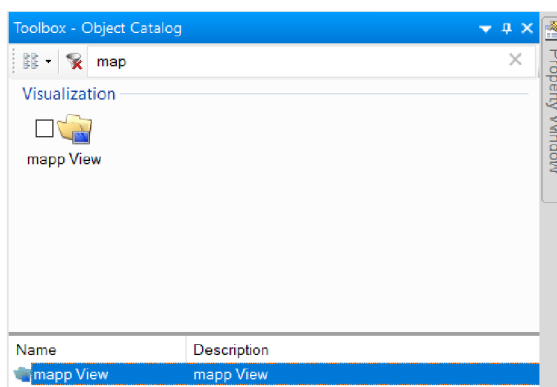 Toolbox - Object Catalog
map
Visualization
mapp View
Name Description
mapp View mapp View
Property Window